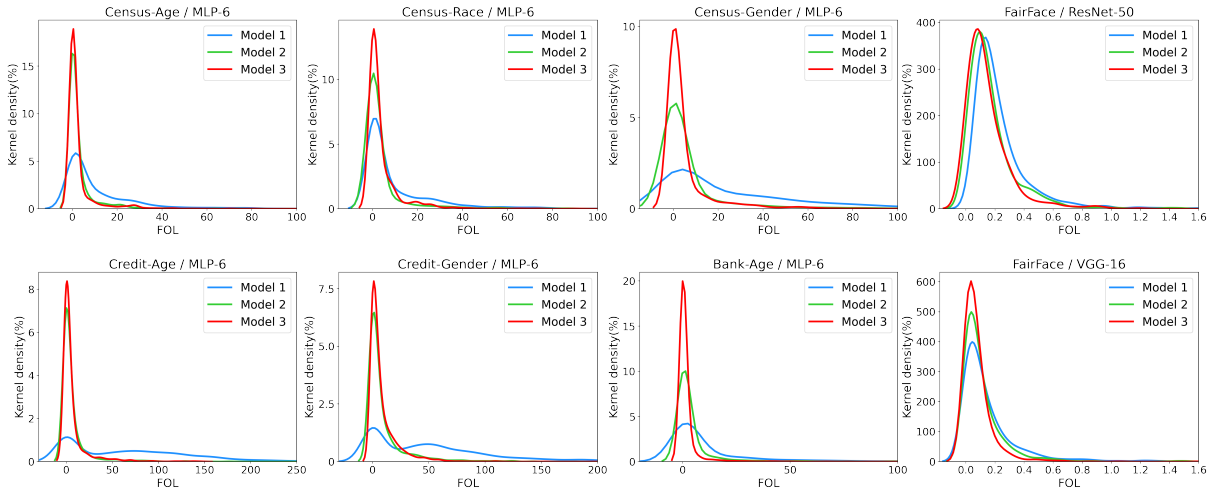 Census-Age / MLP-6
Kernel density(%)
15
10
5
0
0 20 40 60 80 100
FOL
Model 1
Model 2
Model 3
Census-Race / MLP-6
Kernel density(%)
10
5
0
0 20 40 60 80 100
FOL
Model 1
Model 2
Model 3
Census-Gender / MLP-6
Kernel density(%)
10
5
0
0 20 40 60 80 100
FOL
Model 1
Model 2
Model 3
FairFace / ResNet-50
Kernel density(%)
400
300
200
100
0
0.0 0.2 0.4 0.6 0.8 1.0 1.2 1.4 1.6
FOL
Model 1
Model 2
Model 3
Credit-Age / MLP-6
Kernel density(%)
8
6
4
2
0
0 50 100 150 200 250
FOL
Model 1
Model 2
Model 3
Credit-Gender / MLP-6
Kernel density(%)
7.5
5.0
2.5
0.0
0 50 100 150 200
FOL
Model 1
Model 2
Model 3
Bank-Age / MLP-6
Kernel density(%)
20
15
10
5
0
0 50 100
FOL
Model 1
Model 2
Model 3
FairFace / VGG-16
Kernel density(%)
600
500
400
300
200
100
0
0.0 0.2 0.4 0.6 0.8 1.0 1.2 1.4 1.6
FOL
Model 1
Model 2
Model 3